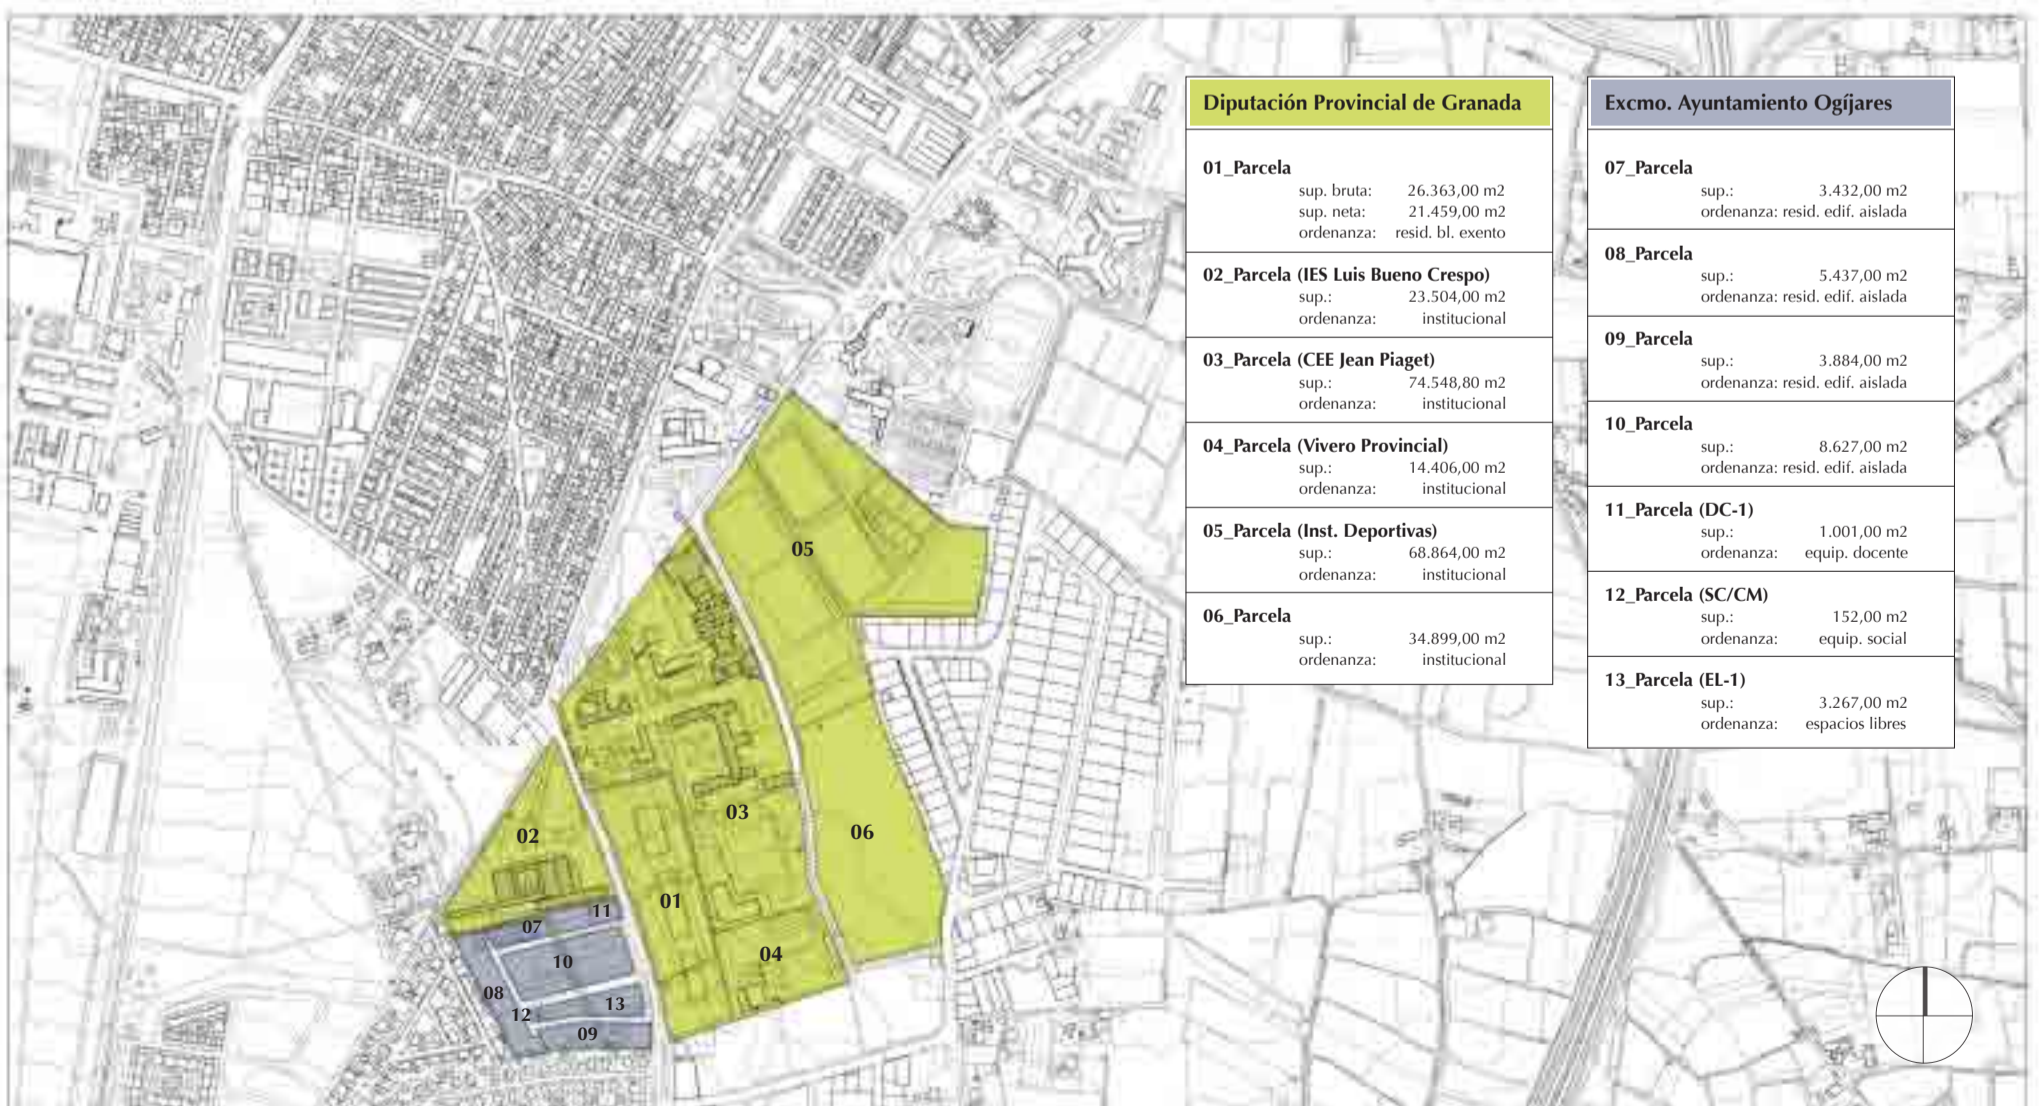 Diputación Provincial de Granada
01_Parcela
sup. bruta: 26.363,00 m2
sup. neta: 21.459,00 m2
ordenanza: resid. bl. exento
02_Parcela (IES Luis Bueno Crespo)
sup.: 23.504,00 m2
ordenanza: institucional
03_Parcela (CEE Jean Piaget)
sup.: 74.548,80 m2
ordenanza: institucional
04_Parcela (Vivero Provincial)
sup.: 14.406,00 m2
ordenanza: institucional
05_Parcela (Inst. Deportivas)
sup.: 68.864,00 m2
ordenanza: institucional
06_Parcela
sup.: 34.899,00 m2
ordenanza: institucional
Excmo. Ayuntamiento Ogíjares
07_Parcela
sup.: 3.432,00 m2
ordenanza: resid. edif. aislada
08_Parcela
sup.: 5.437,00 m2
ordenanza: resid. edif. aislada
09_Parcela
sup.: 3.884,00 m2
ordenanza: resid. edif. aislada
10_Parcela
sup.: 8.627,00 m2
ordenanza: resid. edif. aislada
11_Parcela (DC-1)
sup.: 1.001,00 m2
ordenanza: equip. docente
12_Parcela (SC/CM)
sup.: 152,00 m2
ordenanza: equip. social
13_Parcela (EL-1)
sup.: 3.267,00 m2
ordenanza: espacios libres
05
03
06
02
01
11
07
04
10
08
13
12
09